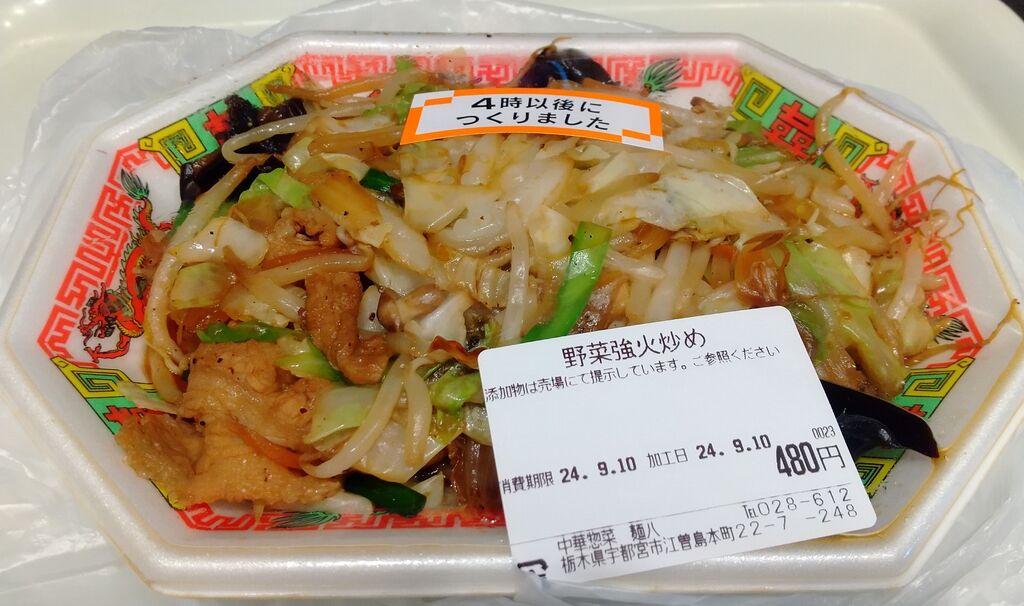 4時以後に
つくりました
野菜強火炒め
添加物は売場にて提示しています。ご参照ください
消費期限 24. 9.10 加工日 24. 9.10
0023
480円
TEL028-612
-248
中華惣菜 麺八
栃木県宇都宮市江曽島本町22-7